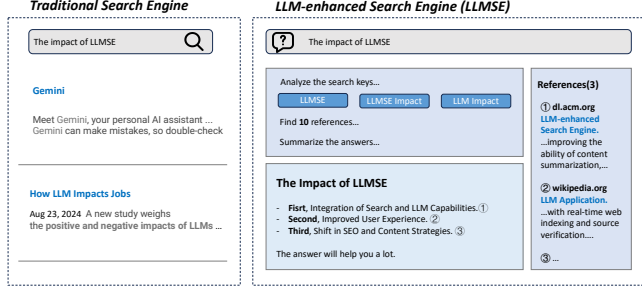 Traditional Search Engine
The impact of LLMSE
Gemini
Meet Gemini, your personal AI assistant ...
Gemini can make mistakes, so double-check
How LLM Impacts Jobs
Aug 23, 2024 A new study weighs
the positive and negative impacts of LLMs ...
LLM-enhanced Search Engine (LLMSE)
The impact of LLMSE
Analyze the search keys...
LLMSE LLMSE Impact LLM Impact
Find 10 references...
Summarize the answers...
The Impact of LLMSE
- Fisrt, Integration of Search and LLM Capabilities.①
- Second, Improved User Experience. ②
- Third, Shift in SEO and Content Strategies. ③
The answer will help you a lot.
References(3)
① dl.acm.org
LLM-enhanced
Search Engine.
...improving the
ability of content
summarization,...
② wikipedia.org
LLM Application.
...with real-time web
indexing and source
verification....
③ ...